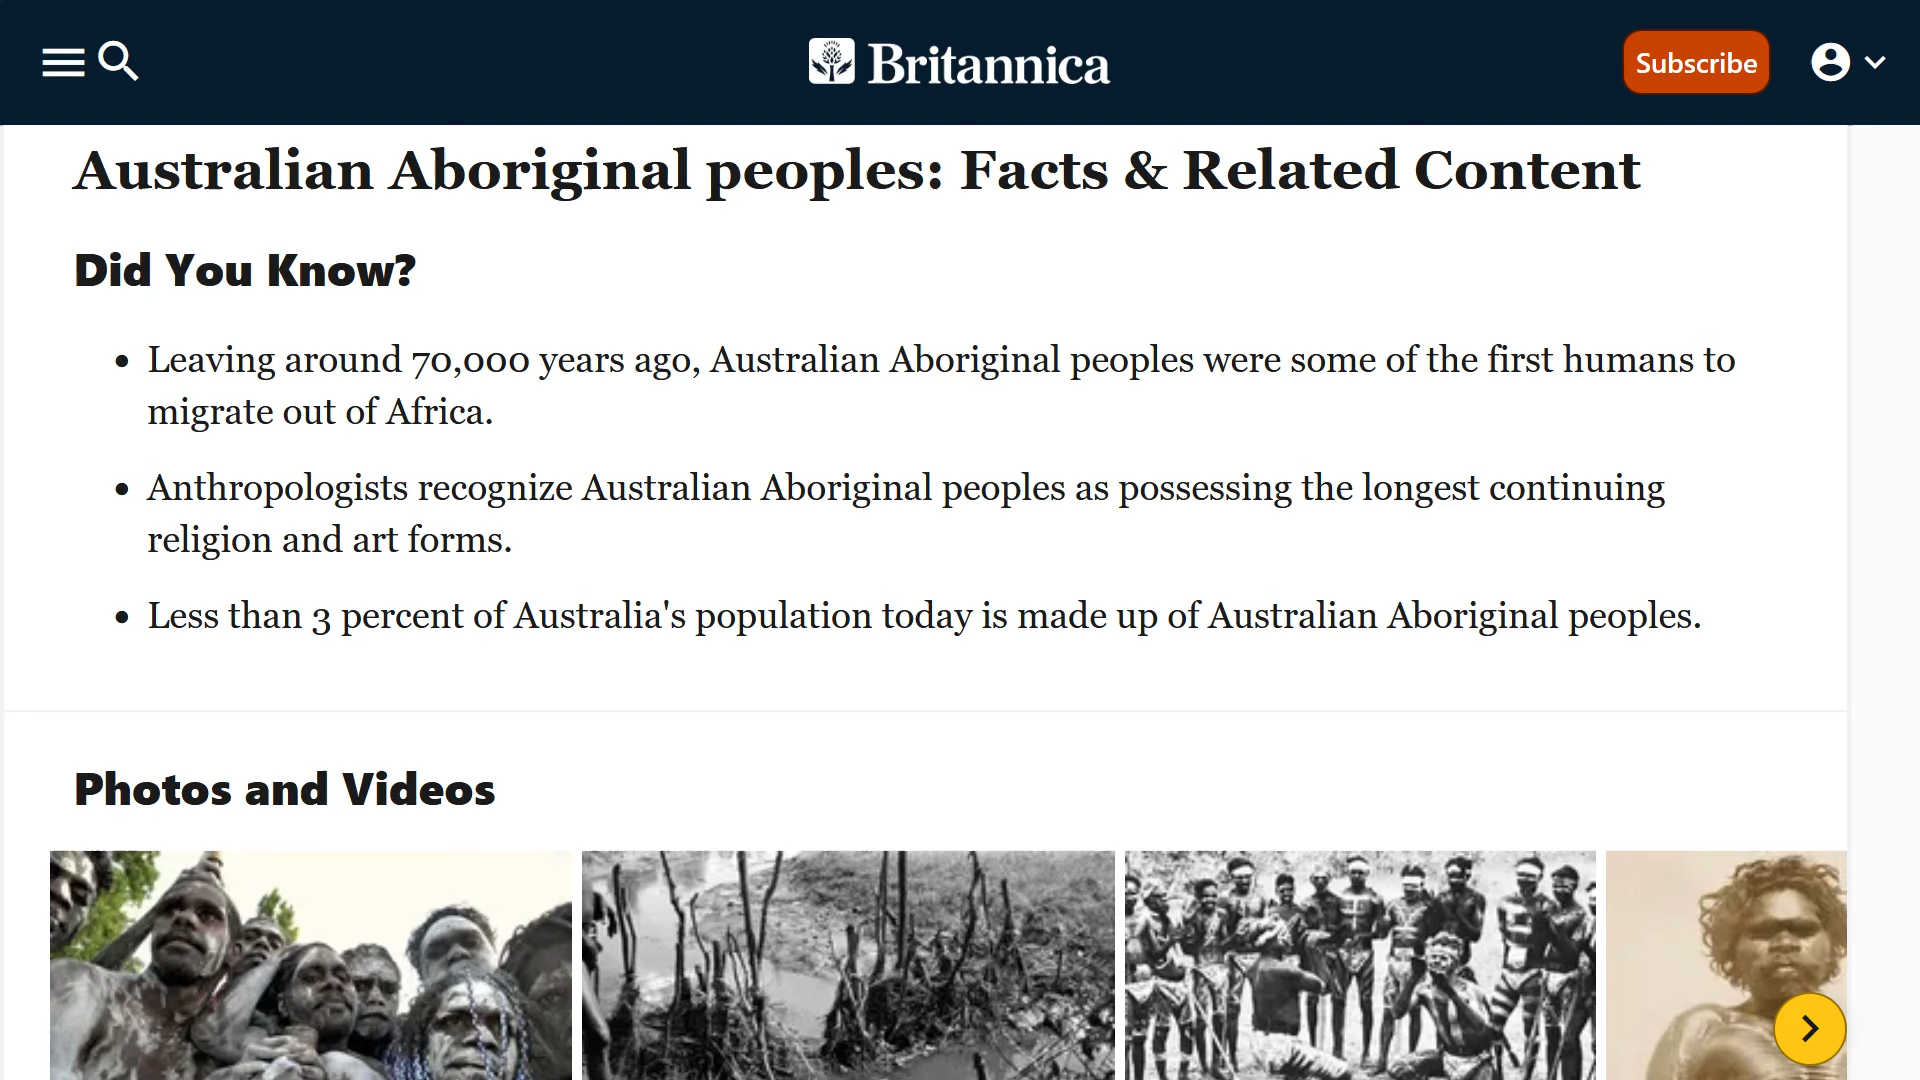 Britannica
Subscribe
Australian Aboriginal peoples: Facts & Related Content
Did You Know?
• Leaving around 70,000 years ago, Australian Aboriginal peoples were some of the first humans to
migrate out of Africa.
• Anthropologists recognize Australian Aboriginal peoples as possessing the longest continuing
religion and art forms.
• Less than 3 percent of Australia's population today is made up of Australian Aboriginal peoples.
Photos and Videos